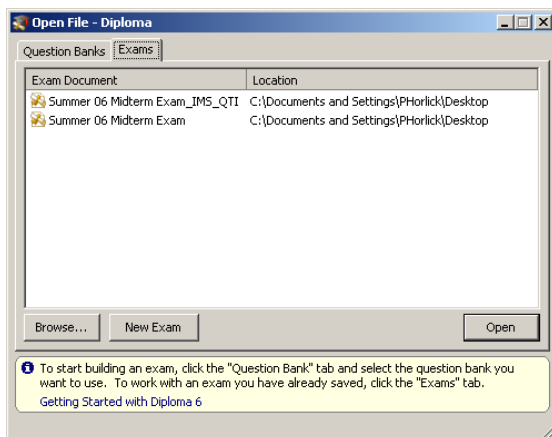 Open File - Diploma
Question Banks Exams
Exam Document Location
Summer 06 Midterm Exam_IMS_QTI C:\Documents and Settings\PHorlick\Desktop
Summer 06 Midterm Exam C:\Documents and Settings\PHorlick\Desktop
Browse... New Exam Open
To start building an exam, click the "Question Bank" tab and select the question bank you
want to use. To work with an exam you have already saved, click the "Exams" tab.
Getting Started with Diploma 6